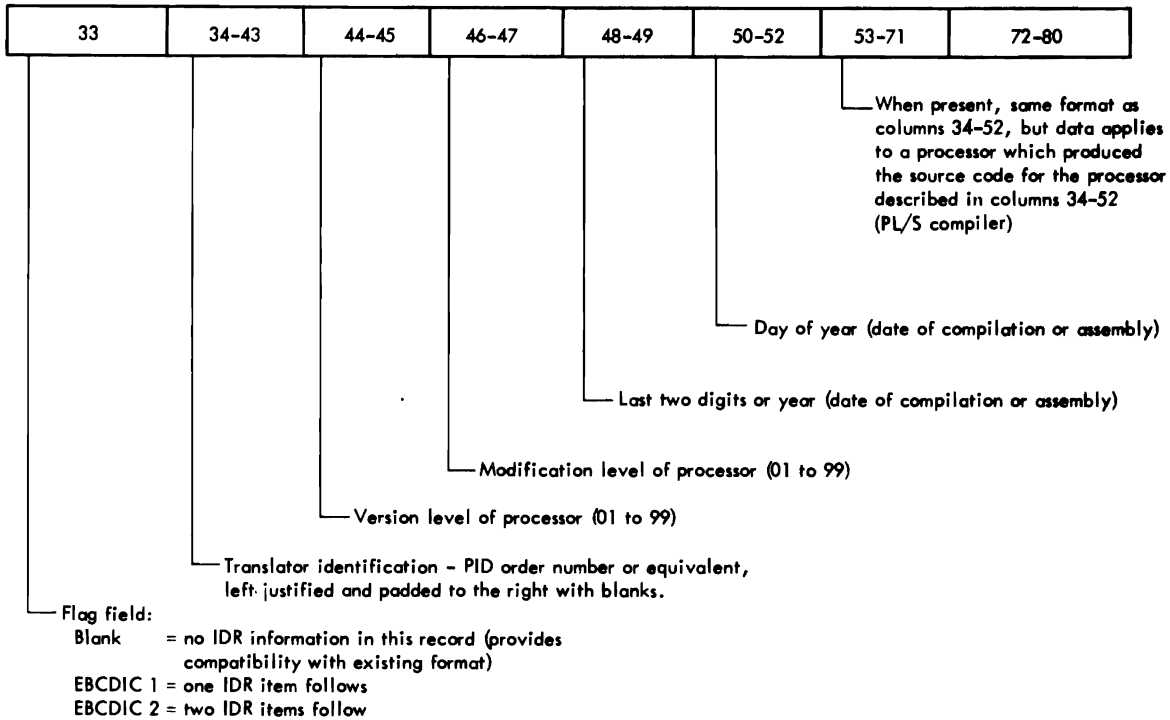 33 34-43 44-45 46-47 48-49 50-52 53-71 72-80
When present, same format as
columns 34-52, but data applies
to a processor which produced
the source code for the processor
described in columns 34-52
(PL/S compiler)
Day of year (date of compilation or assembly)
Last two digits or year (date of compilation or assembly)
Modification level of processor (01 to 99)
Version level of processor (01 to 99)
Translator identification - PID order number or equivalent,
left justified and padded to the right with blanks.
Flag field:
Blank = no IDR information in this record (provides
compatibility with existing format)
EBCDIC 1 = one IDR item follows
EBCDIC 2 = two IDR items follow